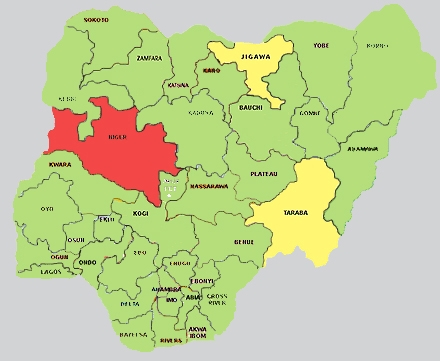 SOKOTO
ZAMFARA
KATSINA
KANO
JIGAWA
YOBE
BORNO
KEBBI
NIGER
KADUNA
BAUCHI
GOMBE
ADAMAWA
KWARA
NASSARAWA
PLATEAU
TARABA
OYO
EKITI
KOGI
BENUE
OSUN
OGUN
LAGOS
ONDO
EDO
ENUGU
EBONYI
ANAMBRA
IMO
ABIA
CROSS
RIVER
DELTA
BAYELSA
RIVERS
AKWA
IBOM